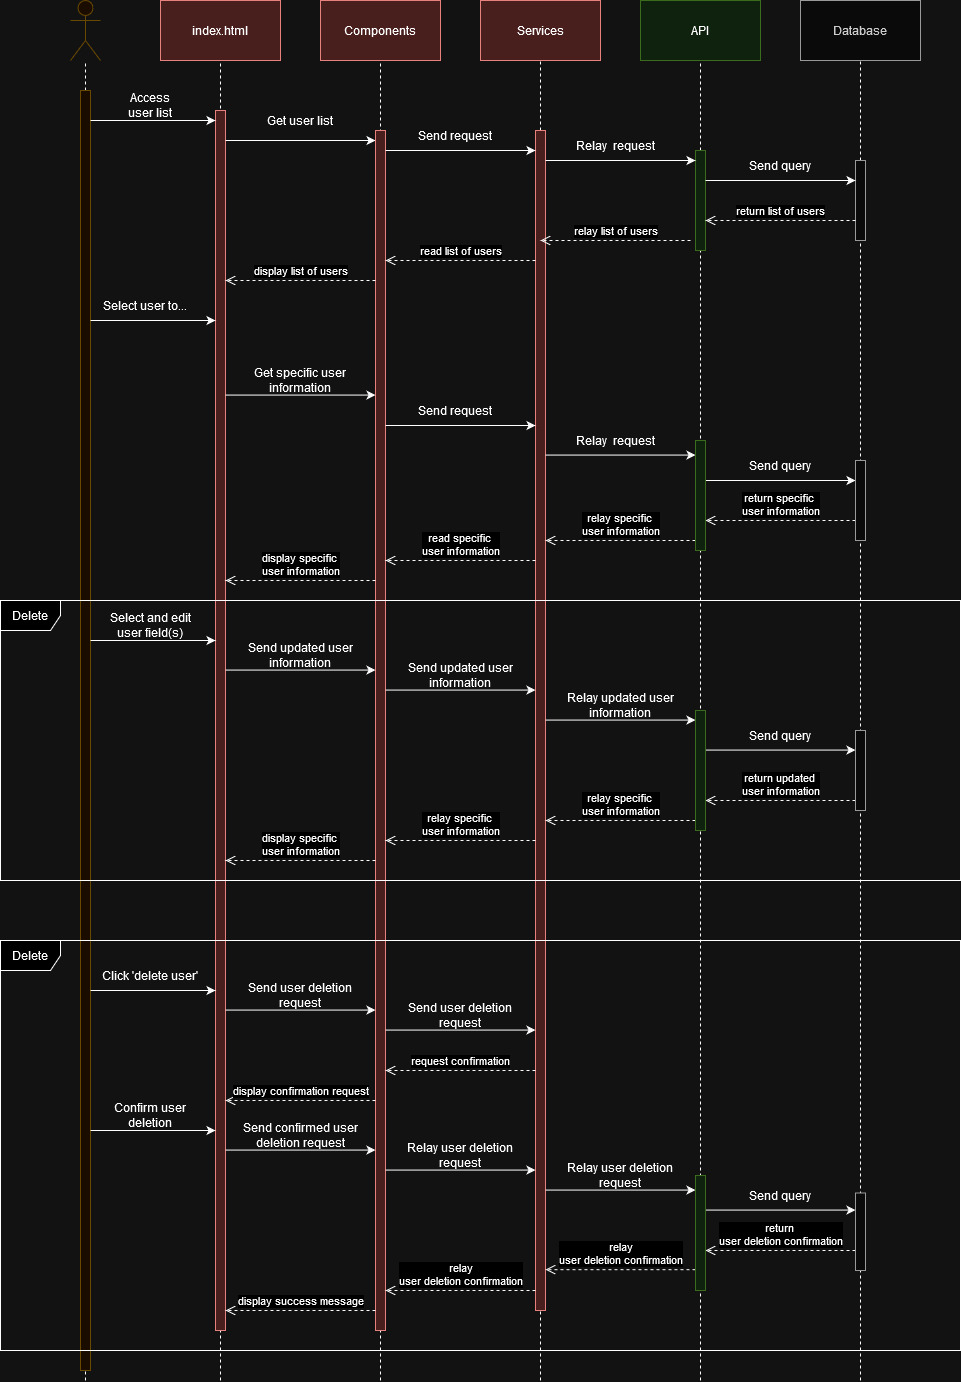 index.html
Components
Services
API
Database
Access
user list
Get user list
Send request
Relay request
Send query
return list of users
relay list of users
read list of users
display list of users
Select user to...
Get specific user
information
Send request
Relay request
Send query
return specific
user information
relay specific
user information
read specific
user information
display specific
user information
Delete
Select and edit
user field(s)
Send updated user
information
Send updated user
information
Relay updated user
information
Send query
return updated
user information
relay specific
user information
relay specific
user information
display specific
user information
Delete
Click 'delete user'
Send user deletion
request
Send user deletion
request
request confirmation
display confirmation request
Confirm user
deletion
Send confirmed user
deletion request
Relay user deletion
request
Relay user deletion
request
Send query
return
user deletion confirmation
relay
user deletion confirmation
relay
user deletion confirmation
display success message